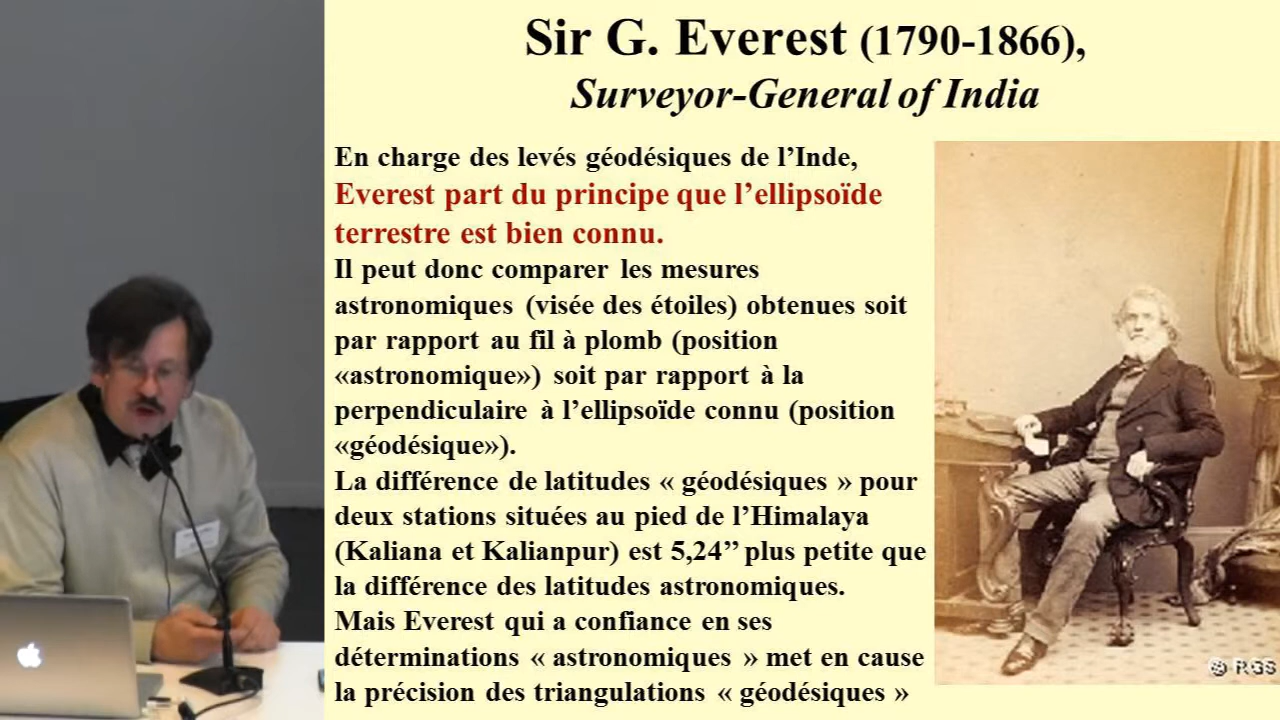 Sir G. Everest (1790-1866),
Surveyor-General of India
En charge des levés géodésiques de l’Inde,
Everest part du principe que l’ellipsoïde
terrestre est bien connu.
Il peut donc comparer les mesures
astronomiques (visée des étoiles) obtenues soit
par rapport au fil à plomb (position
«astronomique») soit par rapport à la
perpendiculaire à l’ellipsoïde connu (position
«géodésique»).
La différence de latitudes « géodésiques » pour
deux stations situées au pied de l’Himalaya
(Kaliana et Kalianpur) est 5,24’’ plus petite que
la différence des latitudes astronomiques.
Mais Everest qui a confiance en ses
déterminations « astronomiques » met en cause
la précision des triangulations « géodésiques »
© RGS